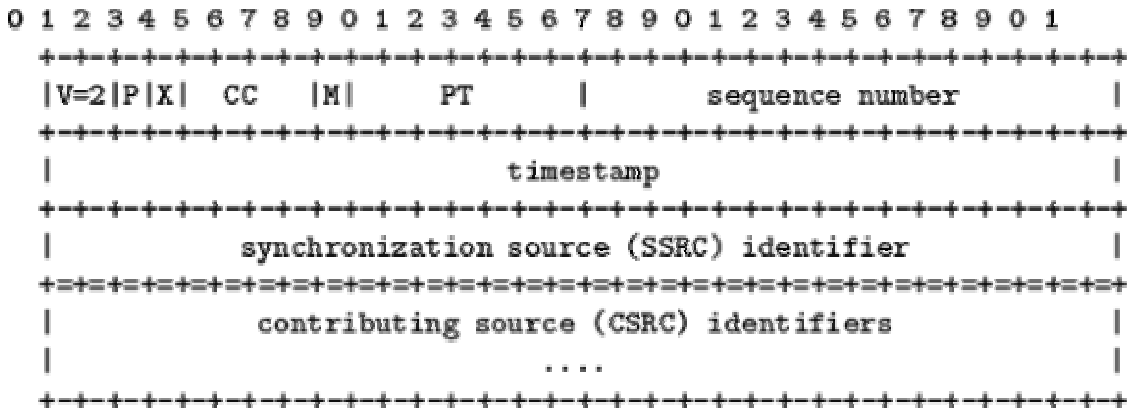 0 1 2 3 4 5 6 7 8 9 0 1 2 3 4 5 6 7 8 9 0 1 2 3 4 5 6 7 8 9 0 1
+-+-+-+-+-+-+-+-+-+-+-+-+-+-+-+-+-+-+-+-+-+-+-+-+-+-+-+-+-+-+-+-+
|V=2|P|X|  CC   |M|     PT      |       sequence number         |
+-+-+-+-+-+-+-+-+-+-+-+-+-+-+-+-+-+-+-+-+-+-+-+-+-+-+-+-+-+-+-+-+
|                           timestamp                           |
+-+-+-+-+-+-+-+-+-+-+-+-+-+-+-+-+-+-+-+-+-+-+-+-+-+-+-+-+-+-+-+-+
|           synchronization source (SSRC) identifier            |
+=+=+=+=+=+=+=+=+=+=+=+=+=+=+=+=+=+=+=+=+=+=+=+=+=+=+=+=+=+=+=+=+
|            contributing source (CSRC) identifiers             |
|                             ....                              |
+-+-+-+-+-+-+-+-+-+-+-+-+-+-+-+-+-+-+-+-+-+-+-+-+-+-+-+-+-+-+-+-+